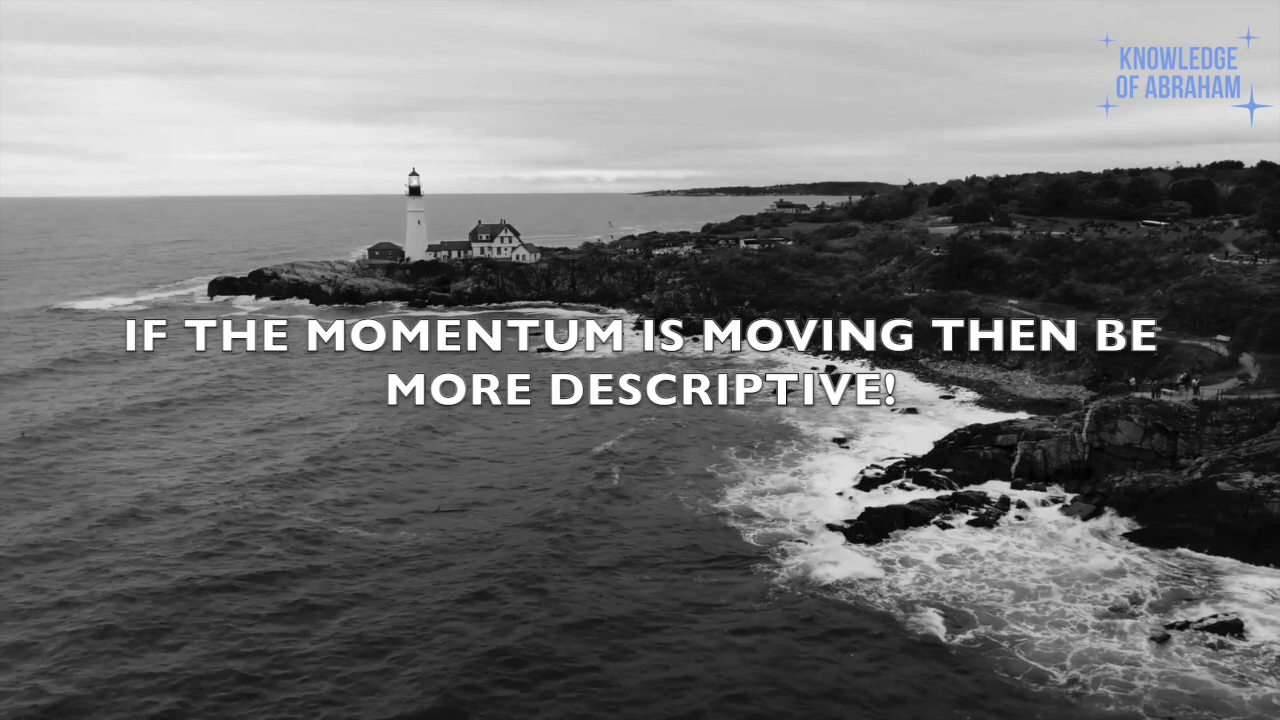 KNOWLEDGE
OF ABRAHAM
IF THE MOMENTUM IS MOVING THEN BE
MORE DESCRIPTIVE!